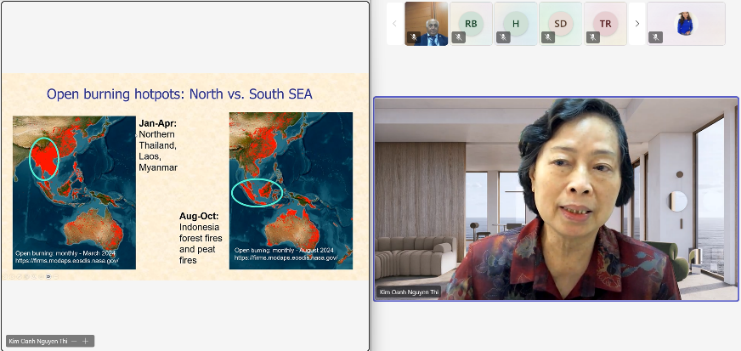 Open burning hotpots: North vs. South SEA
Jan-Apr:
Northern
Thailand,
Laos,
Myanmar
Open burning: monthly - March 2024
https://firms.modaps.eosdis.nasa.gov/
Aug-Oct:
Indonesia
forest fires
and peat
fires
Open burning: monthly - August 2024
https://firms.modaps.eosdis.nasa.gov/
Kim Oanh Nguyen Thi
RB
H
SD
TR
Kim Oanh Nguyen Thi